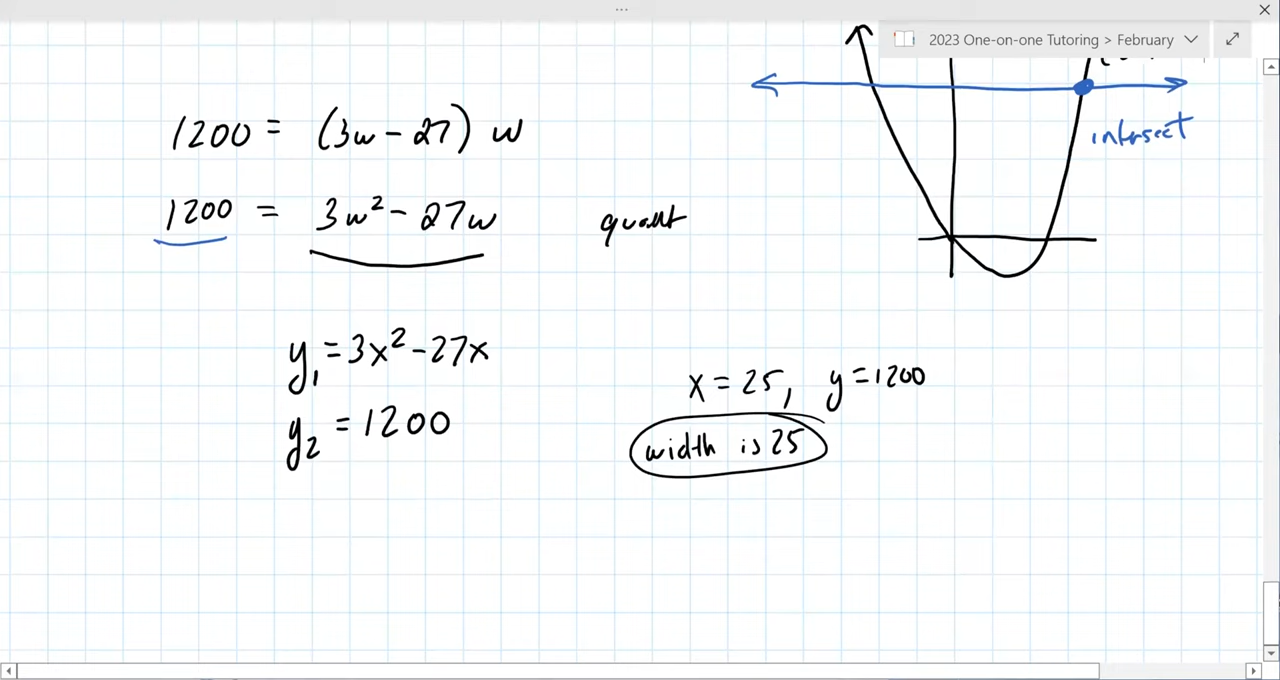 2023 One-on-one Tutoring > February
1200 = (3w - 27) w
intersect
1200 = 3w² - 27w
y₁ = 3x² - 27x
x = 25, y = 1200
y₂ = 1200
width is 25